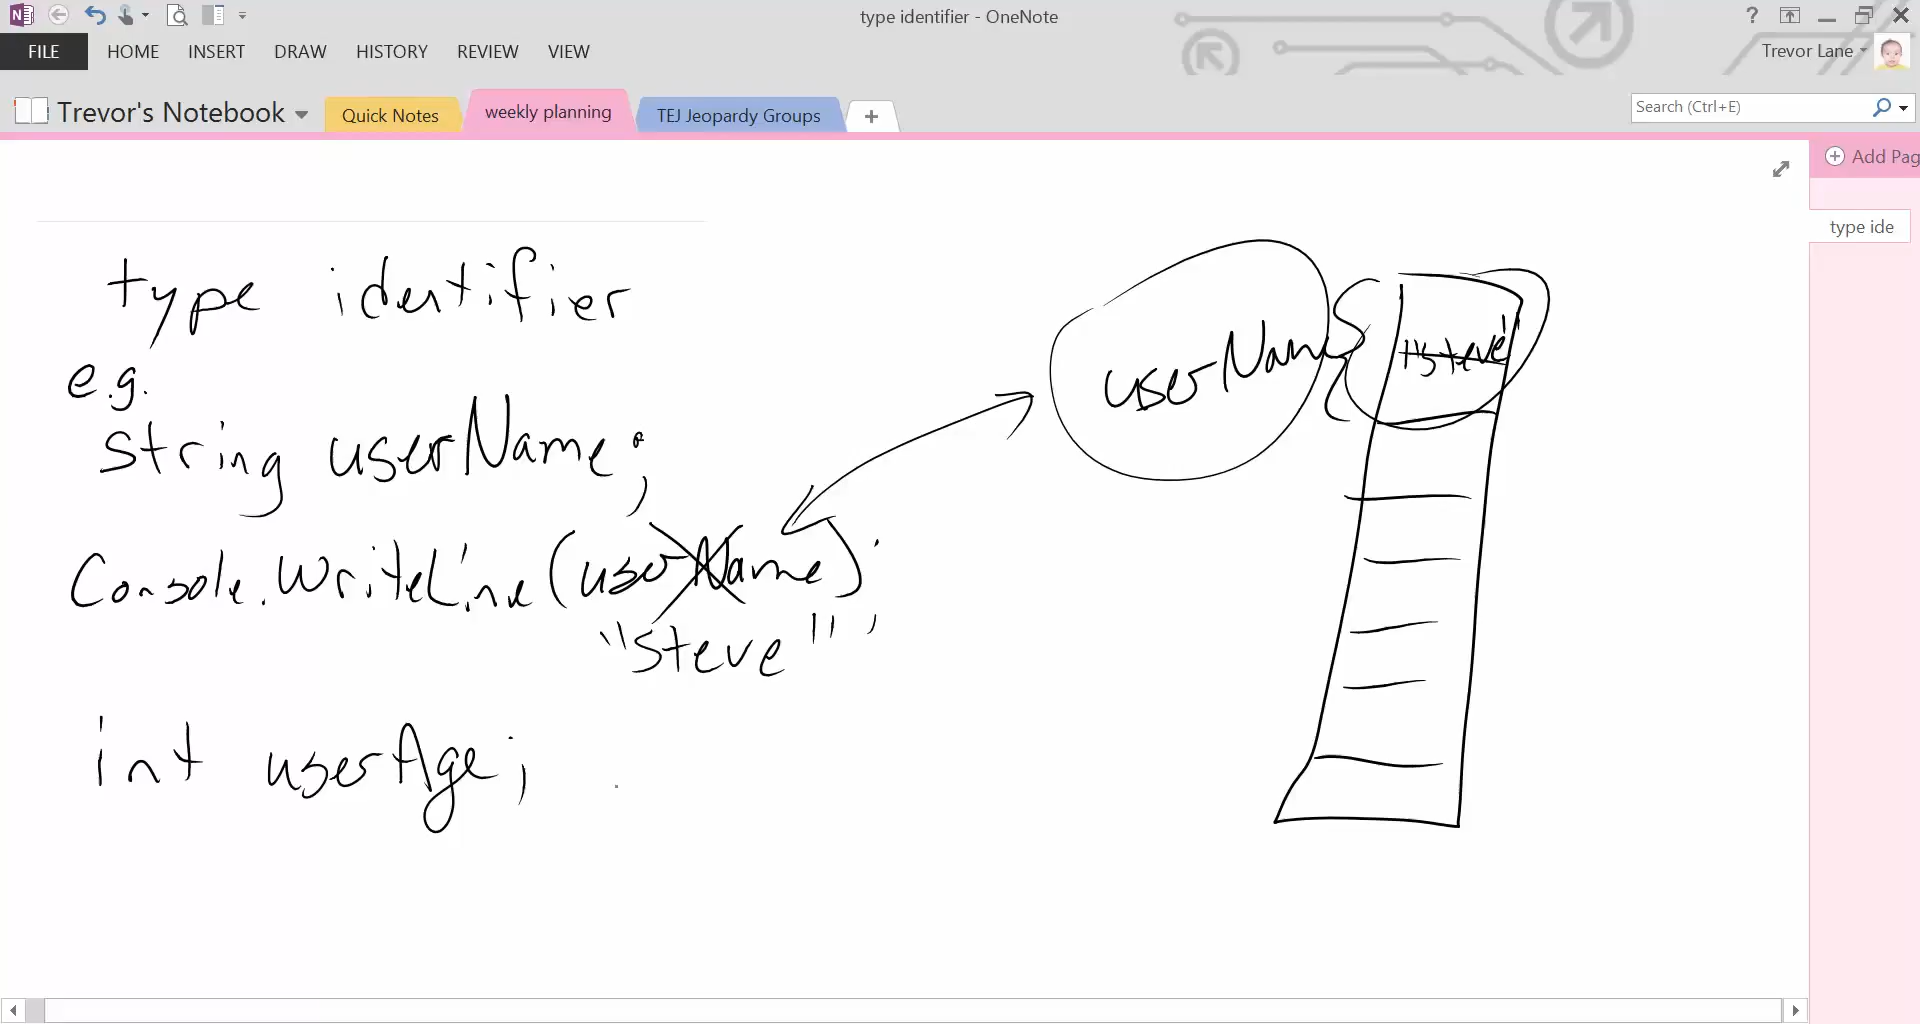 type identifier - OneNote
?
FILE
HOME
INSERT
DRAW
HISTORY
REVIEW
VIEW
Trevor Lane
Trevor's Notebook
Quick Notes
weekly planning
TEJ Jeopardy Groups
+
Search (Ctrl+E)
Add Pag
type ide
type identifier
e.g.
String userName;
Console.WriteLine(userName);
"Steve"
int userAge;
userName
"Steve"